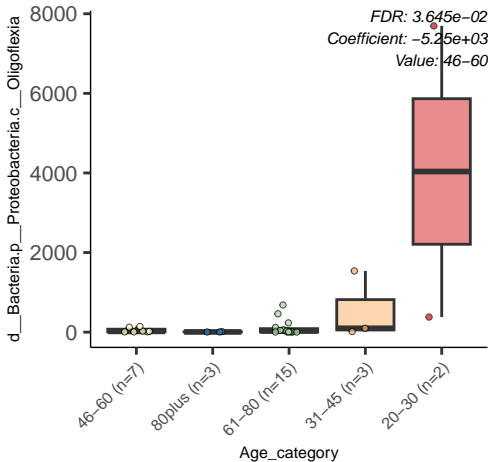 FDR: 3.645e−02
Coefficient: −5.25e+03
Value: 46−60
d__Bacteria.p__Proteobacteria.c__Oligoflexia
8000
6000
4000
2000
0
46−60 (n=7)
80plus (n=3)
61−80 (n=15)
31−45 (n=3)
20−30 (n=2)
Age_category